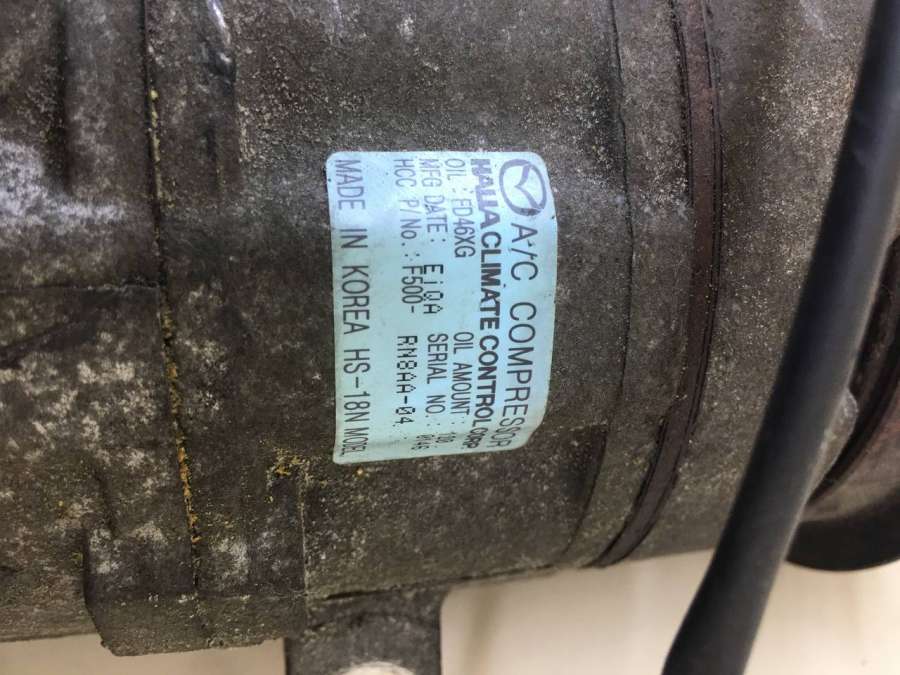 A/C COMPRESSOR
HALLA CLIMATE CONTROL CORP.
OIL : FD46XG OIL AMOUNT :
MFG DATE : SERIAL NO. : 0146
HCC P/No. : F500- RN8AA-04
MADE IN KOREA HS-18N MODEL